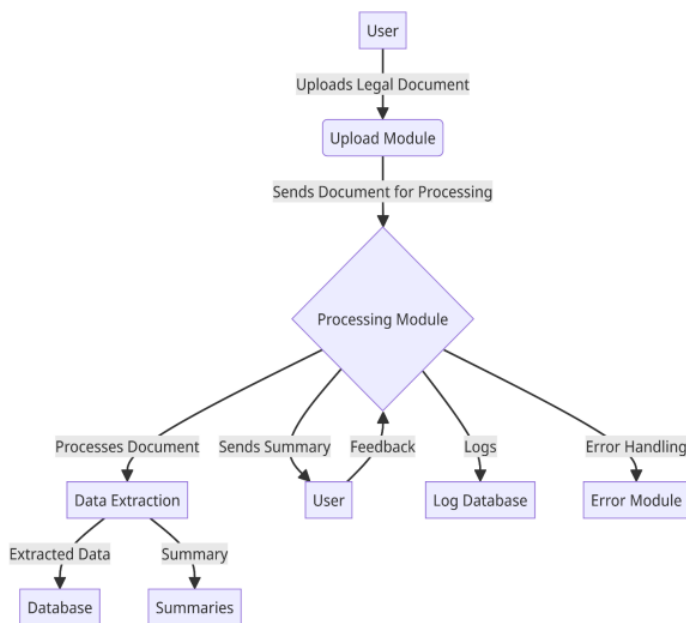 User
Uploads Legal Document
Upload Module
Sends Document for Processing
Processing Module
Processes Document
Sends Summary
Feedback
Logs
Error Handling
Data Extraction
User
Log Database
Error Module
Extracted Data
Summary
Database
Summaries